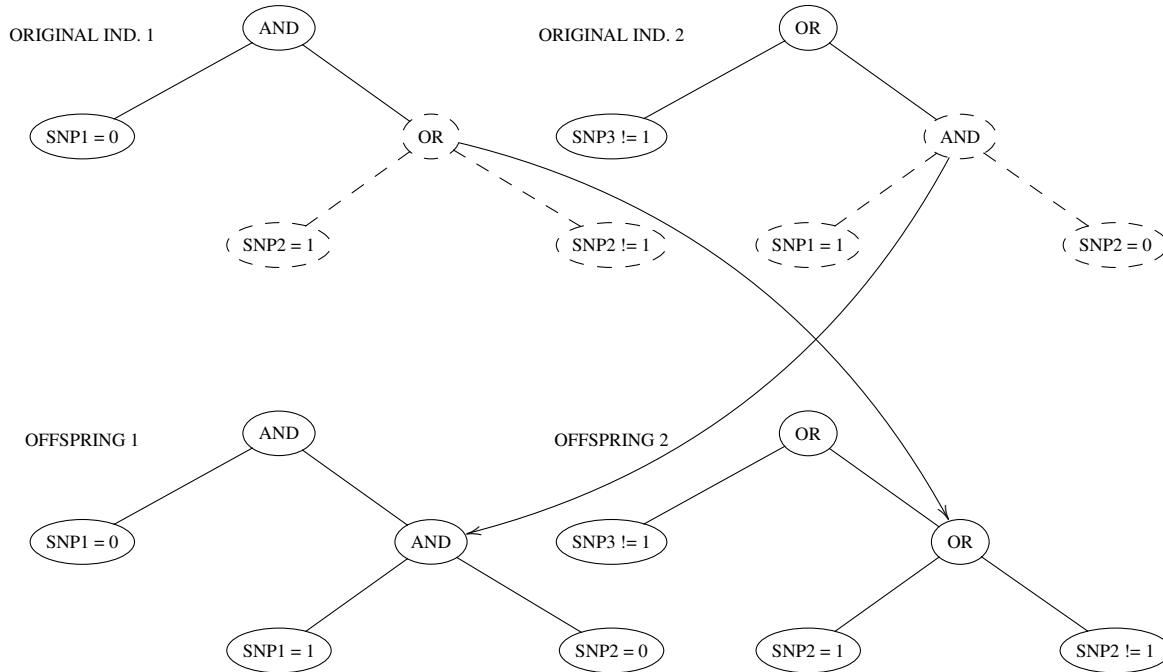 ORIGINAL IND. 1
AND
SNP1 = 0
OR
SNP2 = 1
SNP2 != 1
ORIGINAL IND. 2
OR
SNP3 != 1
AND
SNP1 = 1
SNP2 = 0
OFFSPRING 1
AND
SNP1 = 0
AND
SNP1 = 1
SNP2 = 0
OFFSPRING 2
OR
SNP3 != 1
OR
SNP2 = 1
SNP2 != 1